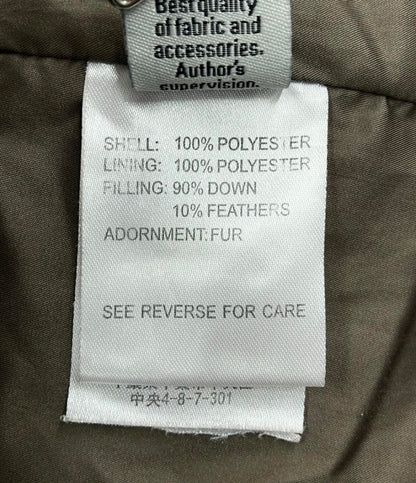 Best quality
of fabric and
accessories.
Author's
supervision.
SHELL: 100% POLYESTER
LINING: 100% POLYESTER
FILLING: 90% DOWN
10% FEATHERS
ADORNMENT: FUR
SEE REVERSE FOR CARE
中央4-8-7-301